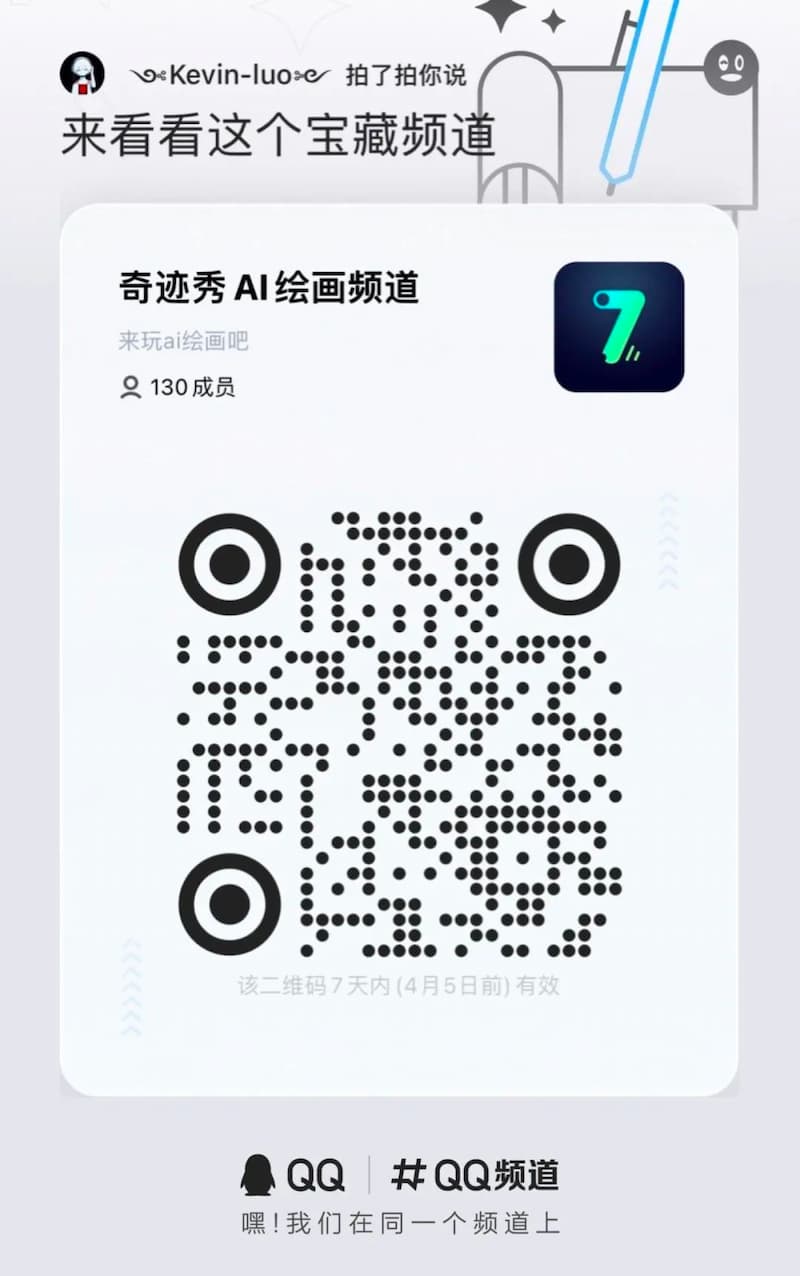 Kevin-luo 拍了拍你说
来看看这个宝藏频道
奇迹秀 AI 绘画频道
来玩ai绘画吧
130 成员
该二维码 7 天内 (4月5日前) 有效
QQ | #QQ频道
嘿!我们在同一个频道上